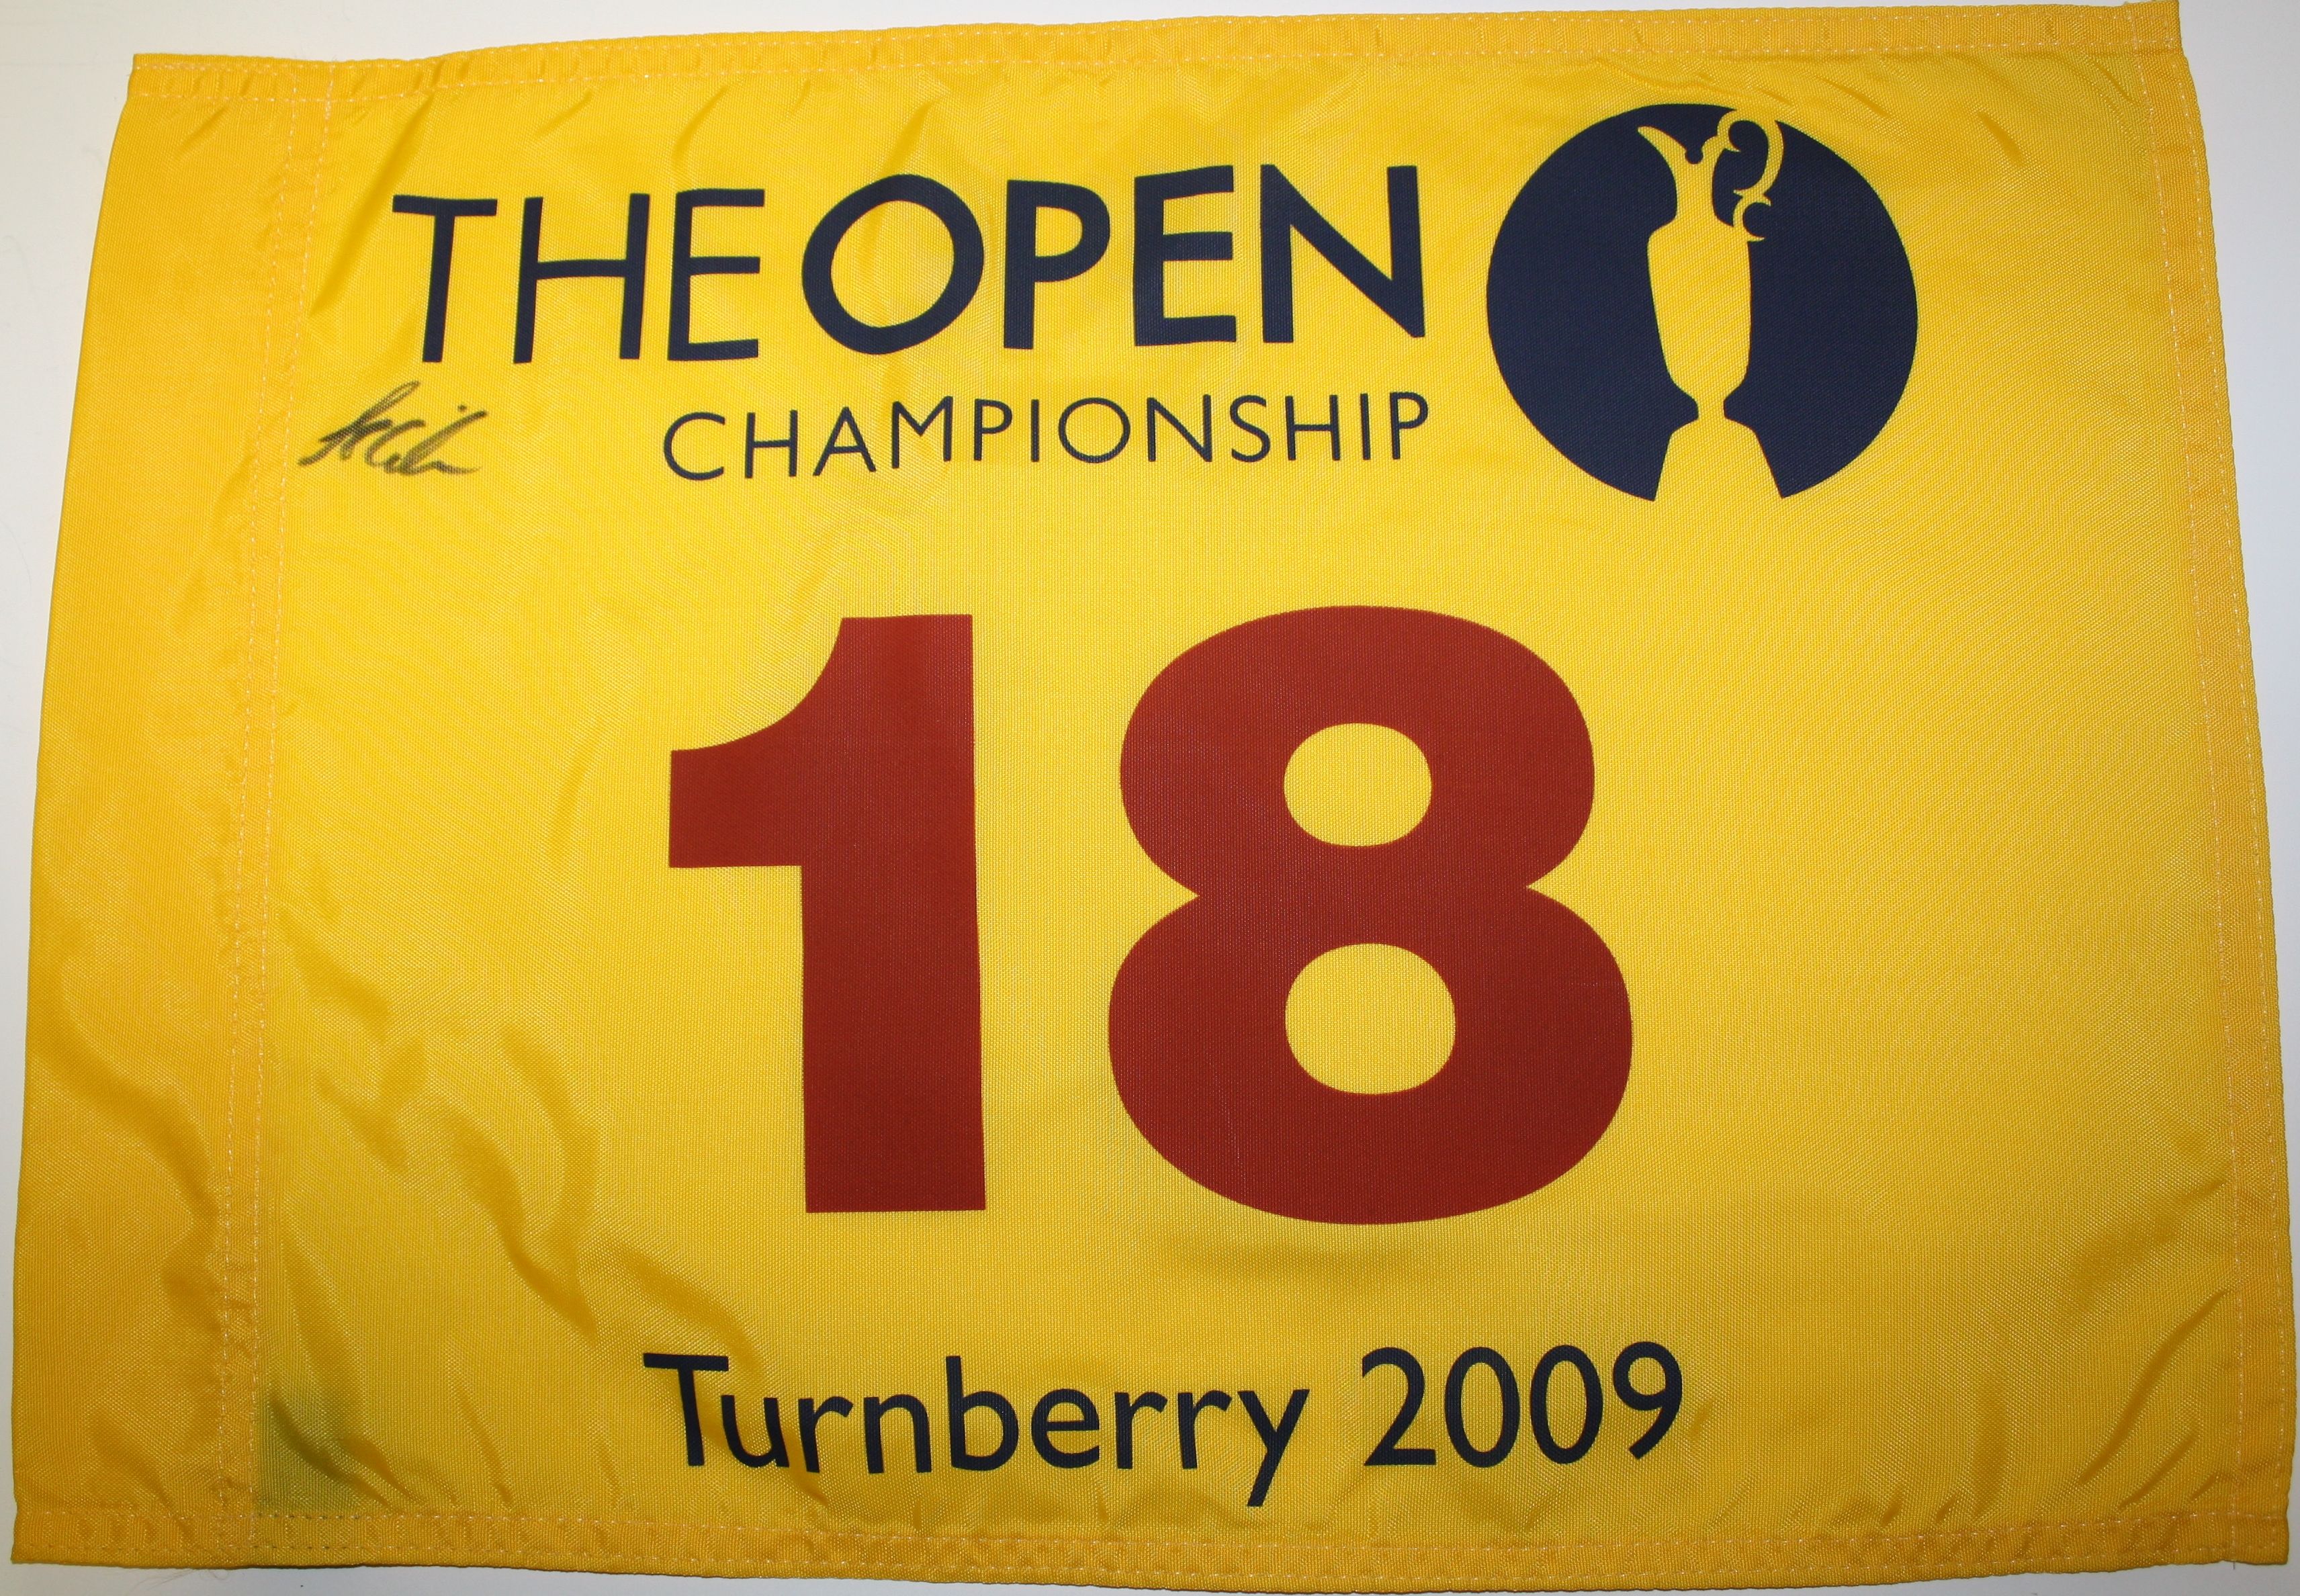 THE OPEN
CHAMPIONSHIP
18
Turnberry 2009